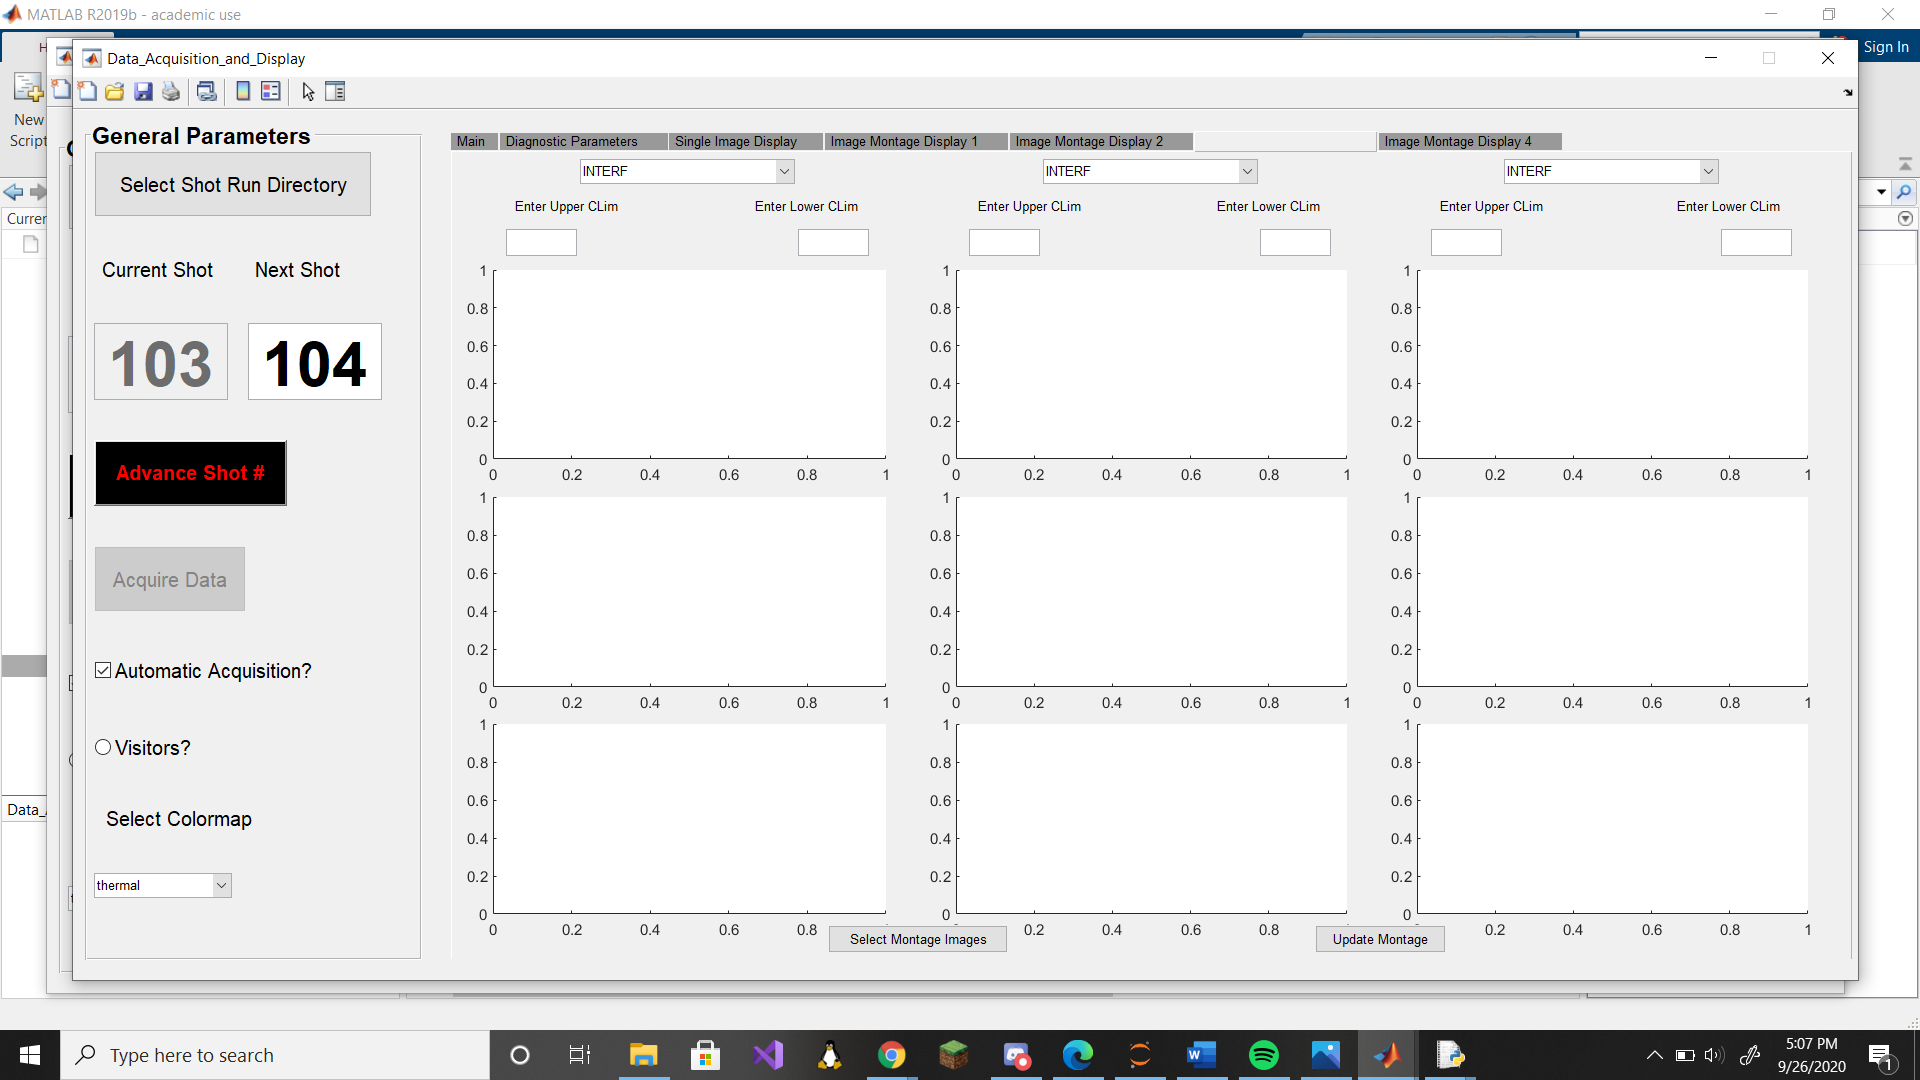 MATLAB R2019b - academic use
Sign In
Data_Acquisition_and_Display
New
Script
General Parameters
Select Shot Run Directory
Current Shot Next Shot
103 104
Advance Shot #
Acquire Data
Automatic Acquisition?
Visitors?
Select Colormap
thermal
Main Diagnostic Parameters Single Image Display Image Montage Display 1 Image Montage Display 2 Image Montage Display 4
INTERF INTERF INTERF
Enter Upper CLim Enter Lower CLim Enter Upper CLim Enter Lower CLim Enter Upper CLim Enter Lower CLim
1 1 1
0.8 0.8 0.8
0.6 0.6 0.6
0.4 0.4 0.4
0.2 0.2 0.2
0 0 0
0 0.2 0.4 0.6 0.8 1 0 0.2 0.4 0.6 0.8 1 0 0.2 0.4 0.6 0.8 1
1 1 1
0.8 0.8 0.8
0.6 0.6 0.6
0.4 0.4 0.4
0.2 0.2 0.2
0 0 0
0 0.2 0.4 0.6 0.8 1 0 0.2 0.4 0.6 0.8 1 0 0.2 0.4 0.6 0.8 1
1 1 1
0.8 0.8 0.8
0.6 0.6 0.6
0.4 0.4 0.4
0.2 0.2 0.2
0 0 0
0 0.2 0.4 0.6 0.8 0.2 0.4 0.6 0.8 0.2 0.4 0.6 0.8 1
Select Montage Images Update Montage
Curren
Data_
Type here to search
5:07 PM
9/26/2020
1